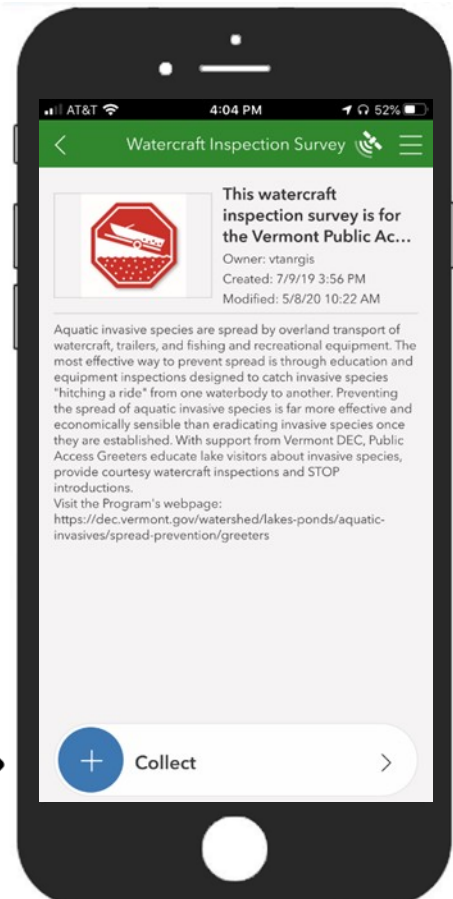 AT&T 4:04 PM 52%
Watercraft Inspection Survey
This watercraft
inspection survey is for
the Vermont Public Ac...
Owner: vtanrgis
Created: 7/9/19 3:56 PM
Modified: 5/8/20 10:22 AM
Aquatic invasive species are spread by overland transport of
watercraft, trailers, and fishing and recreational equipment. The
most effective way to prevent spread is through education and
equipment inspections designed to catch invasive species
"hitching a ride" from one waterbody to another. Preventing
the spread of aquatic invasive species is far more effective and
economically sensible than eradicating invasive species once
they are established. With support from Vermont DEC, Public
Access Greeters educate lake visitors about invasive species,
provide courtesy watercraft inspections and STOP
introductions.
Visit the Program's webpage:
https://dec.vermont.gov/watershed/lakes-ponds/aquatic-
invasives/spread-prevention/greeters
Collect